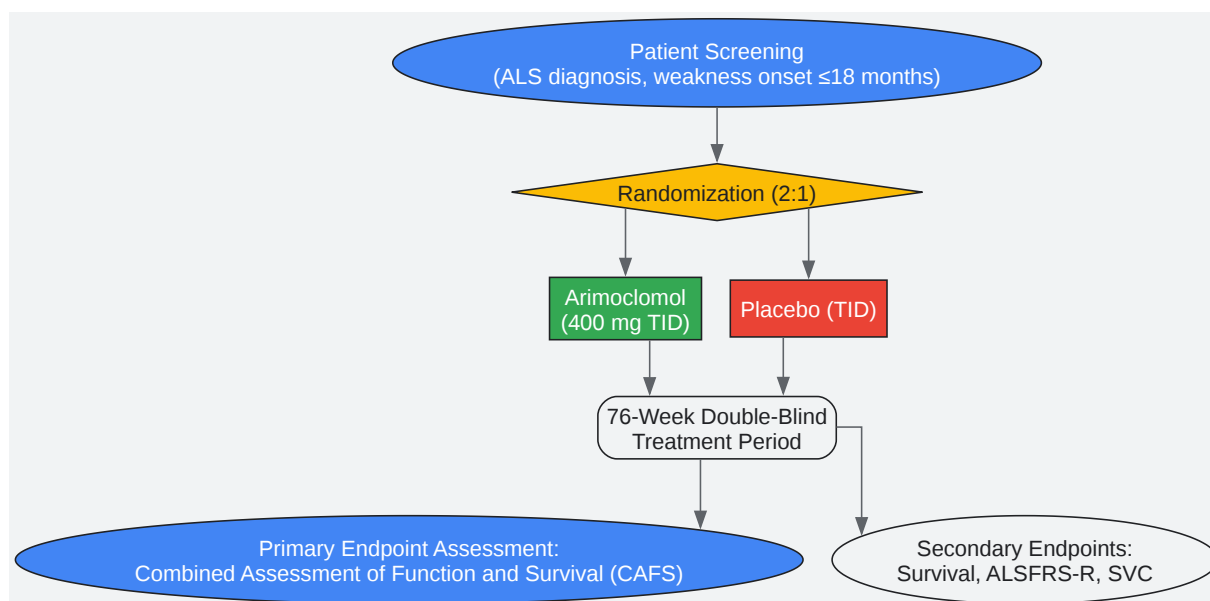 Patient Screening
(ALS diagnosis, weakness onset ≤18 months)
Randomization (2:1)
Arimoclomol
(400 mg TID)
Placebo (TID)
76-Week Double-Blind
Treatment Period
Primary Endpoint Assessment:
Combined Assessment of Function and Survival (CAFS)
Secondary Endpoints:
Survival, ALSFRS-R, SVC